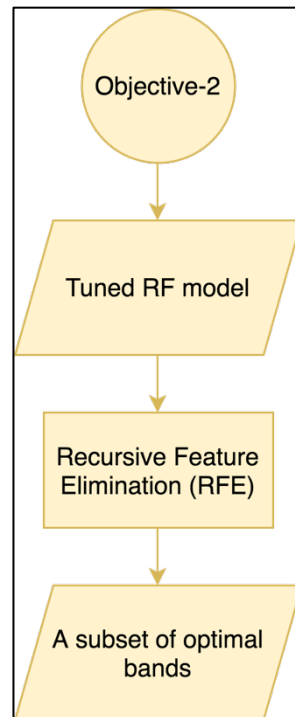 Objective-2
Tuned RF model
Recursive Feature
Elimination (RFE)
A subset of optimal
bands